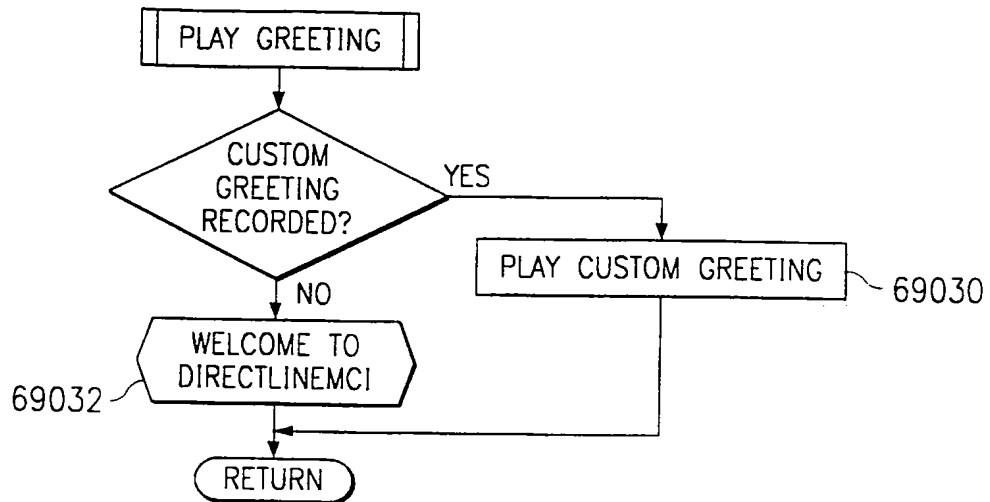 PLAY GREETING
CUSTOM
GREETING
RECORDED?
YES
PLAY CUSTOM GREETING
69030
NO
WELCOME TO
DIRECTLINEMCI
69032
RETURN